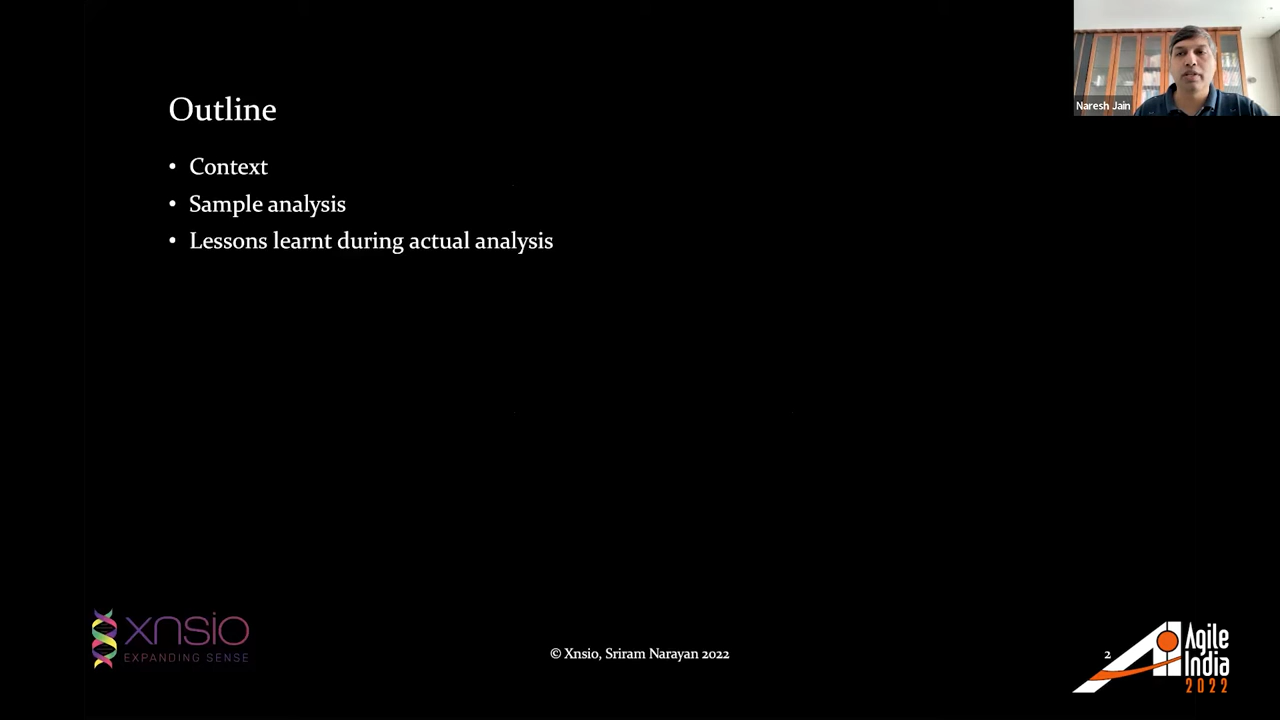 Naresh Jain
Outline
• Context
• Sample analysis
• Lessons learnt during actual analysis
xnsio
EXPANDING SENSE
© Xnsio, Sriram Narayan 2022
2
Agile
India
2022